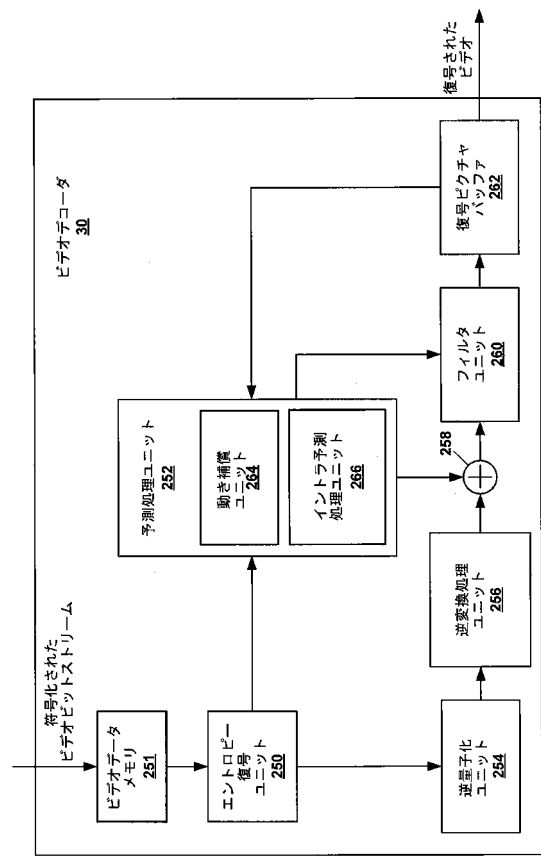 符号化された
ビデオビットストリーム
ビデオデコーダ
30
ビデオデータ
メモリ
251
エントロピー
復号
ユニット
250
予測処理ユニット
252
動き補償
ユニット
264
イントラ予測
処理ユニット
266
逆量子化
ユニット
254
逆変換処理
ユニット
256
258
フィルタ
ユニット
260
復号ピクチャ
バッファ
262
復号された
ビデオ